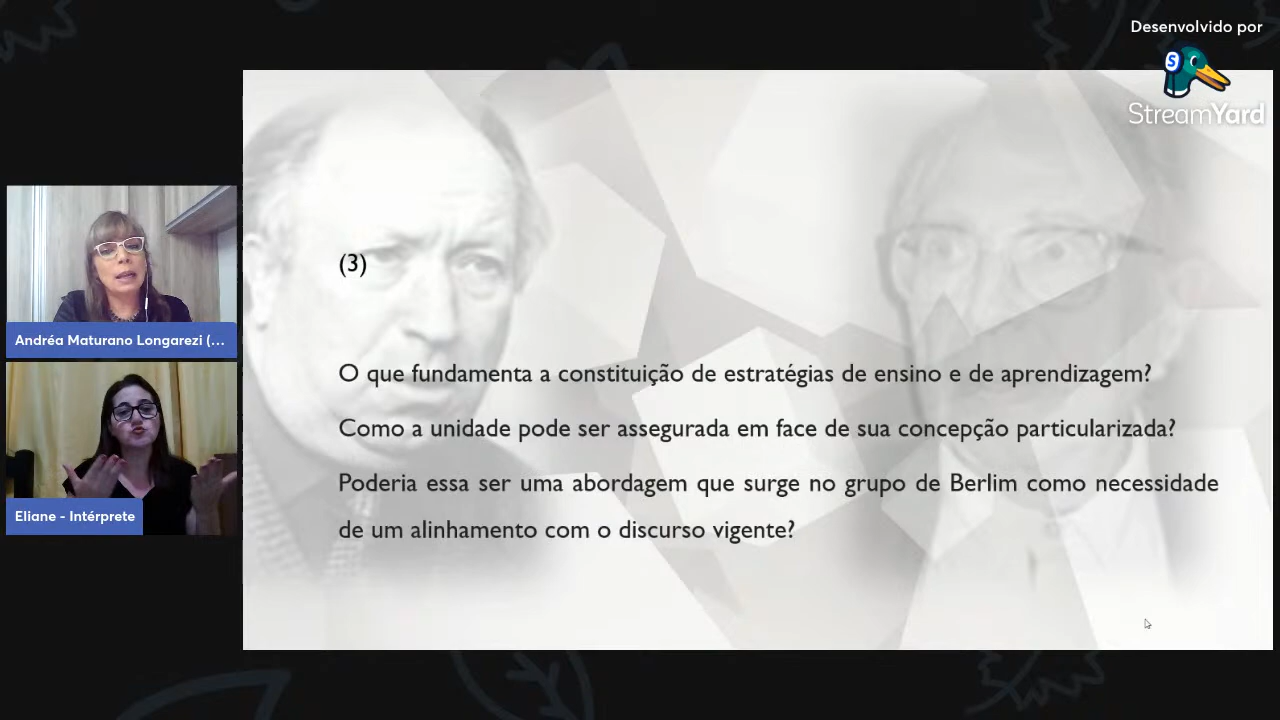 Desenvolvido por
StreamYard
(3)
O que fundamenta a constituição de estratégias de ensino e de aprendizagem?
Como a unidade pode ser assegurada em face de sua concepção particularizada?
Poderia essa ser uma abordagem que surge no grupo de Berlim como necessidade
de um alinhamento com o discurso vigente?
Andréa Maturano Longarezi (...
Eliane - Intérprete